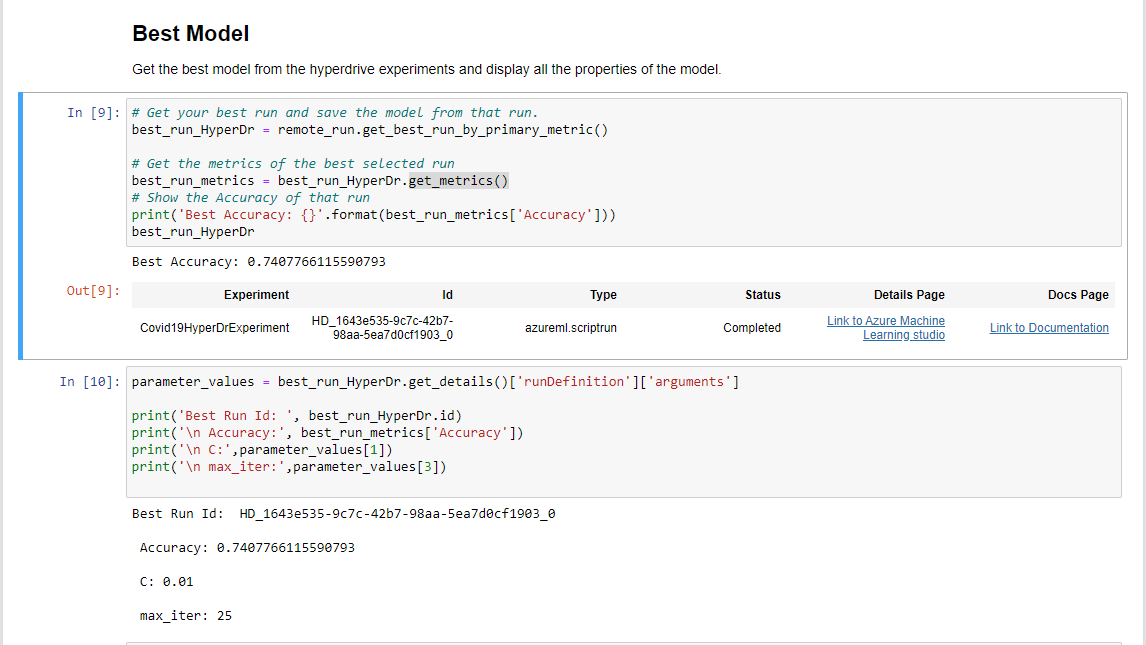 Best Model
Get the best model from the hyperdrive experiments and display all the properties of the model.
In [9]:
# Get your best run and save the model from that run.
best_run_HyperDr = remote_run.get_best_run_by_primary_metric()
# Get the metrics of the best selected run
best_run_metrics = best_run_HyperDr.get_metrics()
# Show the Accuracy of that run
print('Best Accuracy: {}'.format(best_run_metrics['Accuracy']))
best_run_HyperDr
Best Accuracy: 0.7407766115590793
Out[9]:
Experiment Id Type Status Details Page Docs Page
Covid19HyperDrExperiment HD_1643e535-9c7c-42b7- azureml.scriptrun Completed Link to Azure Machine Link to Documentation
98aa-5ea7d0cf1903_0 Learning studio
In [10]:
parameter_values = best_run_HyperDr.get_details()['runDefinition']['arguments']
print('Best Run Id: ', best_run_HyperDr.id)
print('\n Accuracy:', best_run_metrics['Accuracy'])
print('\n C:',parameter_values[1])
print('\n max_iter:',parameter_values[3])
Best Run Id:  HD_1643e535-9c7c-42b7-98aa-5ea7d0cf1903_0
Accuracy: 0.7407766115590793
C: 0.01
max_iter: 25